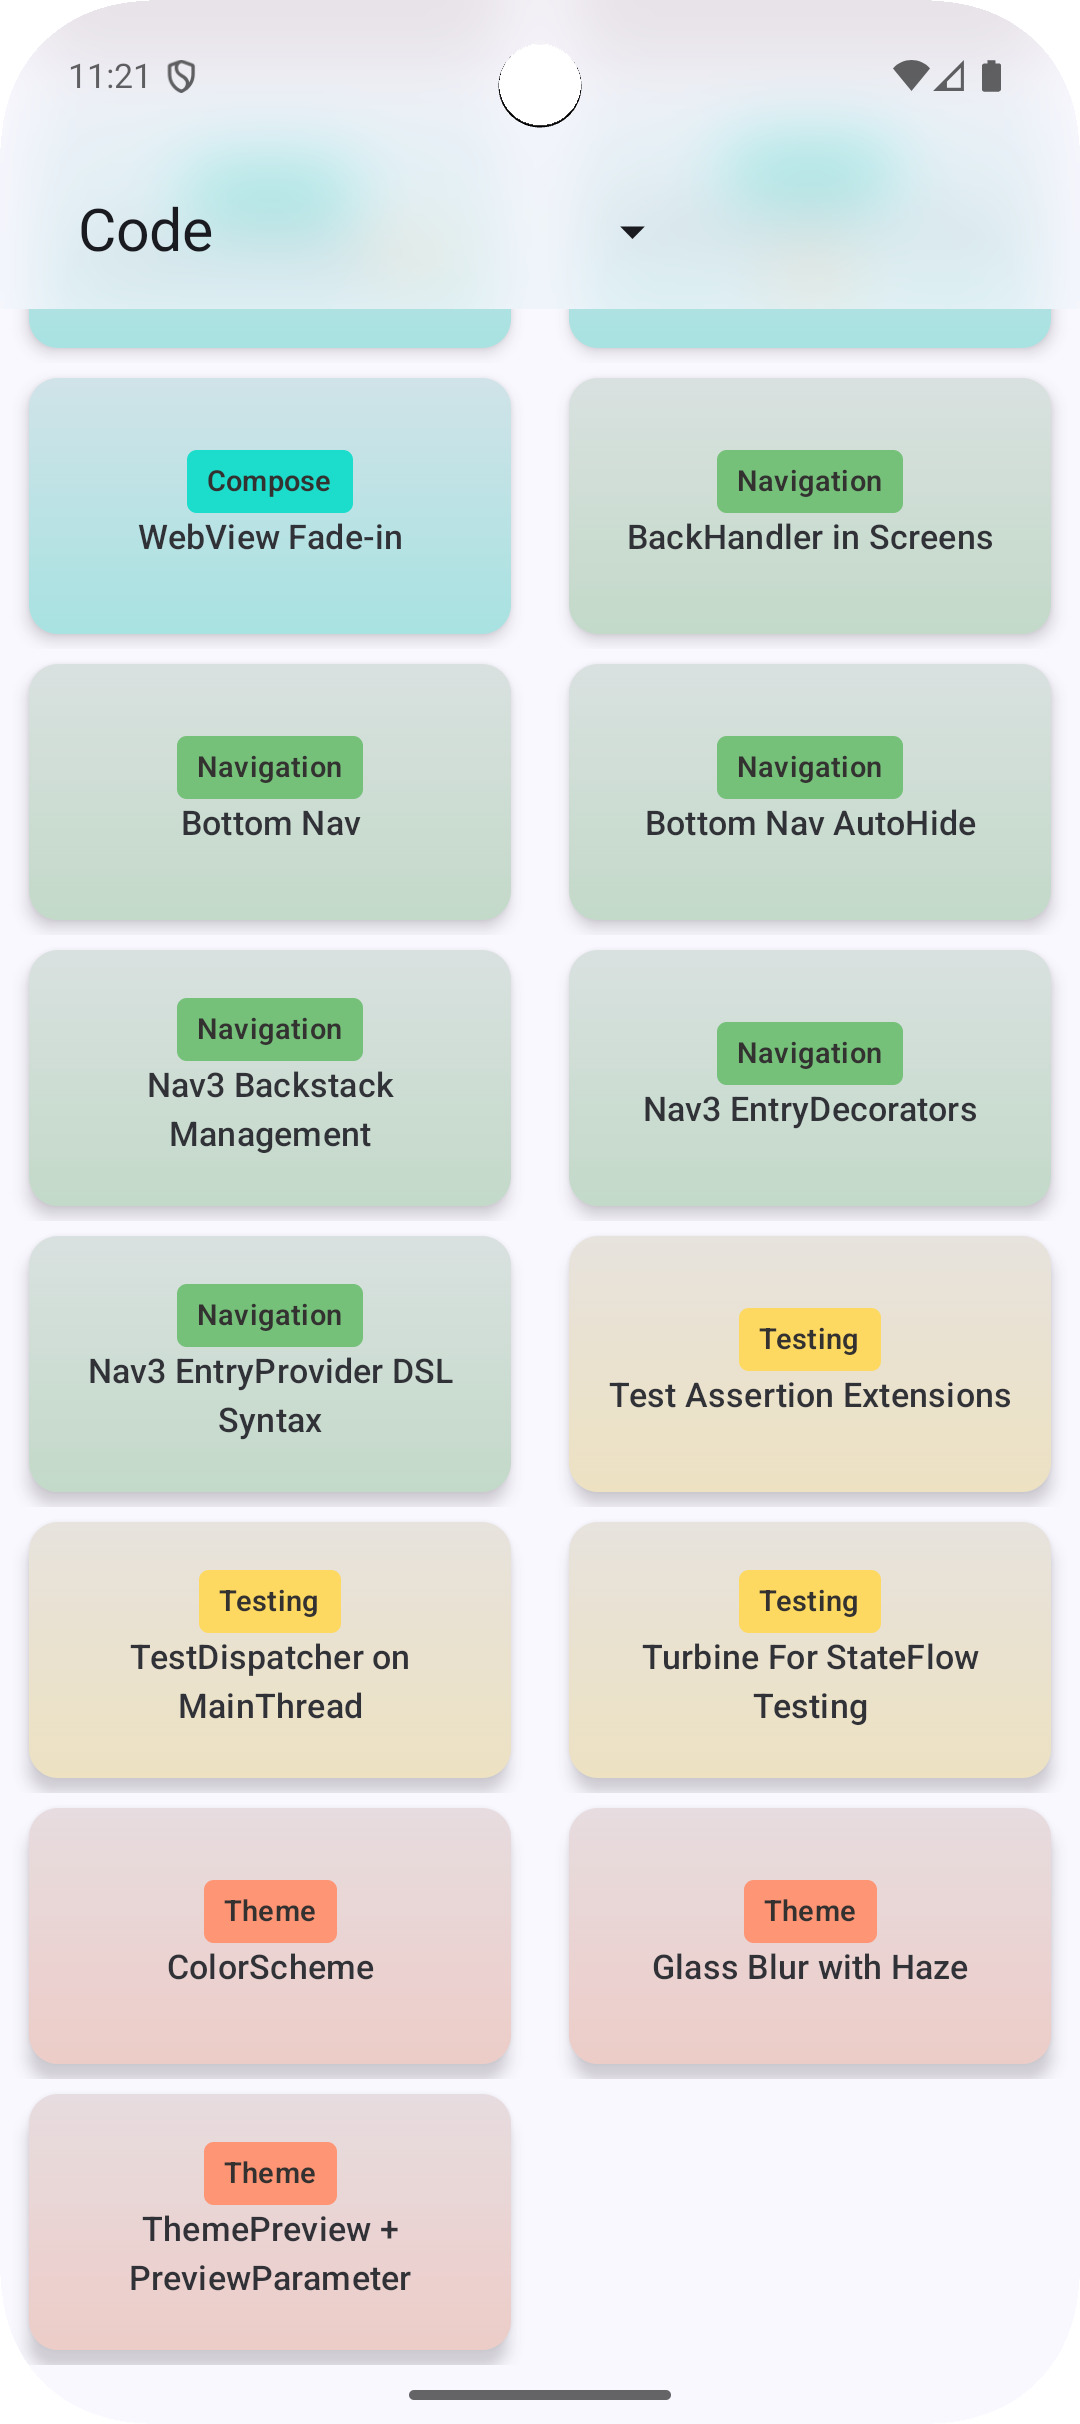 11:21
Code
Compose
WebView Fade-in
Navigation
BackHandler in Screens
Navigation
Bottom Nav
Navigation
Bottom Nav AutoHide
Navigation
Nav3 Backstack
Management
Navigation
Nav3 EntryDecorators
Navigation
Nav3 EntryProvider DSL
Syntax
Testing
Test Assertion Extensions
Testing
TestDispatcher on
MainThread
Testing
Turbine For StateFlow
Testing
Theme
ColorScheme
Theme
Glass Blur with Haze
Theme
ThemePreview +
PreviewParameter